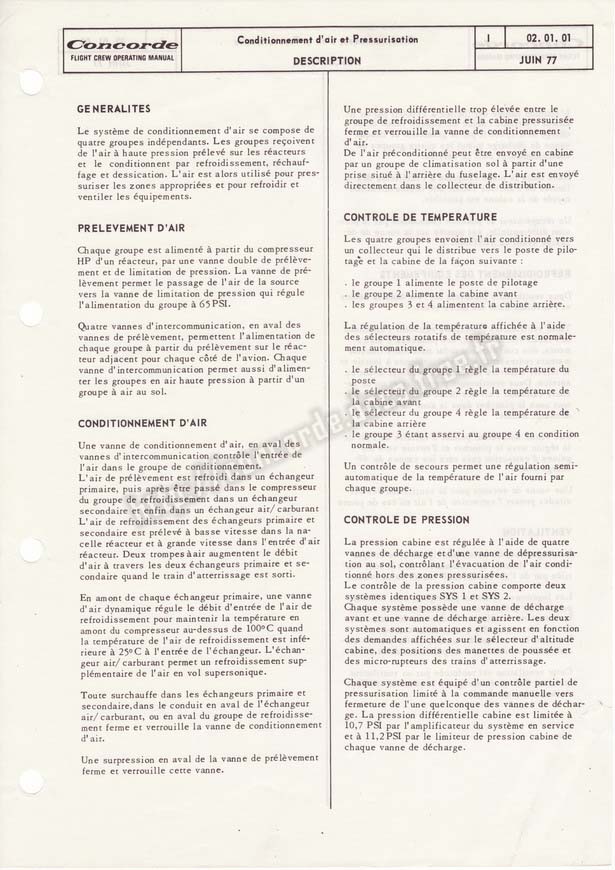 Concorde
FLIGHT CREW OPERATING MANUAL
Conditionnement d'air et Pressurisation
DESCRIPTION
1
02. 01. 01
JUIN 77
GENERALITES
Le système de conditionnement d'air se compose de
quatre groupes indépendants. Les groupes reçoivent
de l'air à haute pression prélevé sur les réacteurs
et le conditionnent par refroidissement, réchauf-
fage et dessication. L'air est alors utilisé pour pres-
suriser les zones appropriées et pour refroidir et
ventiler les équipements.
PRELEVEMENT D'AIR
Chaque groupe est alimenté à partir du compresseur
HP d'un réacteur, par une vanne double de prélève-
ment et de limitation de pression. La vanne de pré-
lèvement permet le passage de l'air de la source
vers la vanne de limitation de pression qui régule
l'alimentation du groupe à 65 PSI.
Quatre vannes d'intercommunication, en aval des
vannes de prélèvement, permettent l'alimentation de
chaque groupe à partir du prélèvement sur le réac-
teur adjacent pour chaque côté de l'avion. Chaque
vanne d'intercommunication permet aussi d'alimen-
ter les groupes en air haute pression à partir d'un
groupe à air au sol.
CONDITIONNEMENT D'AIR
Une vanne de conditionnement d'air, en aval des
vannes d'intercommunication contrôle l'entrée de
l'air dans le groupe de conditionnement.
L'air de prélèvement est refroidi dans un échangeur
primaire, puis après être passé dans le compresseur
du groupe de refroidissement dans un échangeur
secondaire et enfin dans un échangeur air/ carburant
L'air de refroidissement des échangeurs primaire et
secondaire est prélevé à basse vitesse dans la na-
celle réacteur et à grande vitesse dans l'entrée d'air
réacteur. Deux trompes à air augmentent le débit
d'air à travers les deux échangeurs primaire et se-
condaire quand le train d'atterrissage est sorti.
En amont de chaque échangeur primaire, une vanne
d'air dynamique régule le débit d'entrée de l'air de
refroidissement pour maintenir la température en
amont du compresseur au-dessus de 100°C quand
la température de l'air de refroidissement est infé-
rieure à 25°C à l'entrée de l'échangeur. L'échan-
geur air/ carburant permet un refroidissement sup-
plémentaire de l'air en vol supersonique.
Toute surchauffe dans les échangeurs primaire et
secondaire, dans le conduit en aval de l'échangeur
air/ carburant, ou en aval du groupe de refroidisse-
ment ferme et verrouille la vanne de conditionnement
d'air.
Une surpression en aval de la vanne de prélèvement
ferme et verrouille cette vanne.
Une pression différentielle trop élevée entre le
groupe de refroidissement et la cabine pressurisée
ferme et verrouille la vanne de conditionnement
d'air.
De l'air préconditionné peut être envoyé en cabine
par un groupe de climatisation sol à partir d'une
prise situé à l'arrière du fuselage. L'air est envoyé
directement dans le collecteur de distribution.
CONTROLE DE TEMPERATURE
Les quatre groupes envoient l'air conditionné vers
un collecteur qui le distribue vers le poste de pilo-
tage et la cabine de la façon suivante :
. le groupe 1 alimente le poste de pilotage
. le groupe 2 alimente la cabine avant
. les groupes 3 et 4 alimentent la cabine arrière.
La régulation de la température affichée à l'aide
des sélecteurs rotatifs de température est normale-
ment automatique.
. le sélecteur du groupe 1 règle la température du
poste
. le sélecteur du groupe 2 règle la température de
la cabine avant
. le sélecteur du groupe 4 règle la température de
la cabine arrière
. le groupe 3 étant asservi au groupe 4 en condition
normale.
Un contrôle de secours permet une régulation semi-
automatique de la température de l'air fourni par
chaque groupe.
CONTROLE DE PRESSION
La pression cabine est régulée à l'aide de quatre
vannes de décharge et d'une vanne de dépressurisa-
tion au sol, contrôlant l'évacuation de l'air condi-
tionné hors des zones pressurisées.
Le contrôle de la pression cabine comporte deux
systèmes identiques SYS 1 et SYS 2.
Chaque système possède une vanne de décharge
avant et une vanne de décharge arrière. Les deux
systèmes sont automatiques et agissent en fonction
des demandes affichées sur le sélecteur d'altitude
cabine, des positions des manettes de poussée et
des micro-rupteurs des trains d'atterrissage.
Chaque système est équipé d'un contrôle partiel de
pressurisation limité à la commande manuelle vers
fermeture de l'une quelconque des vannes de déchar-
ge. La pression différentielle cabine est limitée à
10,7 PSI par l'amplificateur du système en service
et à 11,2 PSI par le limiteur de pression cabine de
chaque vanne de décharge.